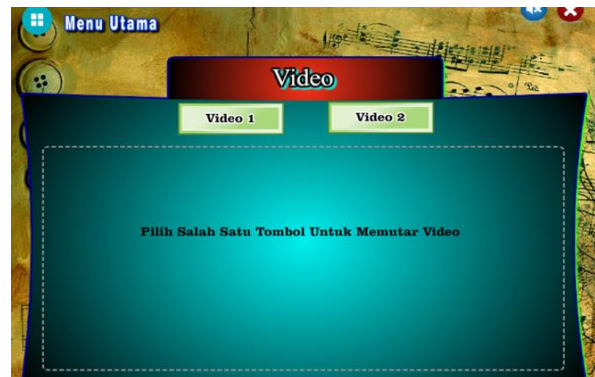 Menu Utama
Video
Video 1
Video 2
Pilih Salah Satu Tombol Untuk Memutar Video